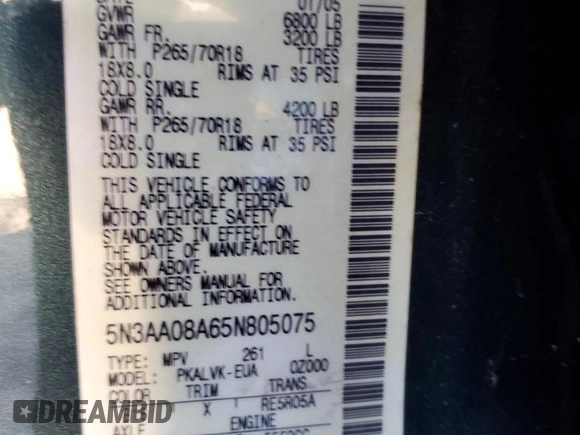 DATE 01/05
GVWR 6800 LB
GAWR FR. 3200 LB
WITH P265/70R18 TIRES
18X8.0 RIMS AT 35 PSI
COLD SINGLE
GAWR RR. 4200 LB
WITH P265/70R18 TIRES
18X8.0 RIMS AT 35 PSI
COLD SINGLE
THIS VEHICLE CONFORMS TO
ALL APPLICABLE FEDERAL
MOTOR VEHICLE SAFETY
STANDARDS IN EFFECT ON
THE DATE OF MANUFACTURE
SHOWN ABOVE.
SEE OWNERS MANUAL FOR
ADDITIONAL INFORMATION.
5N3AA08A65N805075
TYPE: MPV 261 L
MODEL: PKALVK-EUA 0Z000
COLOR TRIM TRANS
X RE5R05A
AXLE ENGINE
DREAMBID